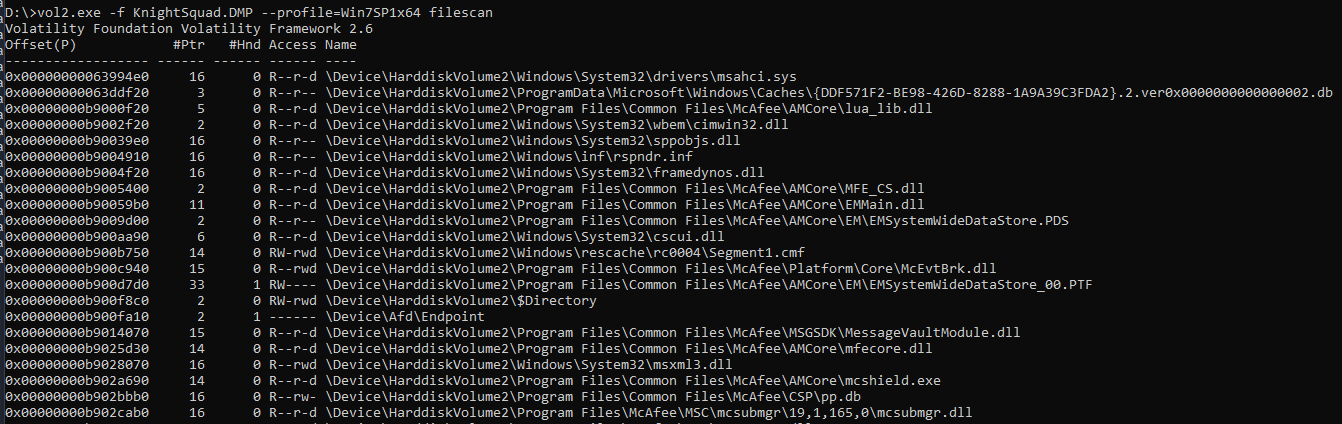 D:\>vol2.exe -f KnightSquad.DMP --profile=Win7SP1x64 filescan
Volatility Foundation Volatility Framework 2.6
Offset(P)            #Ptr   #Hnd Access Name
------------------ ------ ------ ------ ----
0x00000000063994e0     16      0 R--r-d \Device\HarddiskVolume2\Windows\System32\drivers\msahci.sys
0x00000000063ddf20      3      0 R--r-- \Device\HarddiskVolume2\ProgramData\Microsoft\Windows\Caches\{DDF571F2-BE98-426D-8288-1A9A39C3FDA2}.2.ver0x0000000000000002.db
0x00000000b9000f20      5      0 R--r-d \Device\HarddiskVolume2\Program Files\Common Files\McAfee\AMCore\lua_lib.dll
0x00000000b9002f20      2      0 R--r-d \Device\HarddiskVolume2\Windows\System32\wbem\cimwin32.dll
0x00000000b90039e0     16      0 R--r-- \Device\HarddiskVolume2\Windows\System32\sppobjs.dll
0x00000000b9004910     16      0 R--r-- \Device\HarddiskVolume2\Windows\inf\rspndr.inf
0x00000000b9004f20     16      0 R--r-d \Device\HarddiskVolume2\Windows\System32\framedynos.dll
0x00000000b9005400      2      0 R--r-d \Device\HarddiskVolume2\Program Files\Common Files\McAfee\AMCore\MFE_CS.dll
0x00000000b90059b0     11      0 R--r-d \Device\HarddiskVolume2\Program Files\Common Files\McAfee\AMCore\EMMain.dll
0x00000000b9009d00      2      0 R--r-- \Device\HarddiskVolume2\Program Files\Common Files\McAfee\AMCore\EM\EMSystemWideDataStore.PDS
0x00000000b900aa90      6      0 R--r-d \Device\HarddiskVolume2\Windows\System32\cscui.dll
0x00000000b900b750     14      0 RW-rwd \Device\HarddiskVolume2\Windows\rescache\rc0004\Segment1.cmf
0x00000000b900c940     15      0 R--r-d \Device\HarddiskVolume2\Program Files\Common Files\McAfee\Platform\Core\McEvtBrk.dll
0x00000000b900d7d0     33      1 RW---- \Device\HarddiskVolume2\Program Files\Common Files\McAfee\AMCore\EM\EMSystemWideDataStore_00.PTF
0x00000000b900f8c0      2      0 RW-rwd \Device\HarddiskVolume2\$Directory
0x00000000b900fa10      2      1 ------ \Device\Afd\Endpoint
0x00000000b9014070     15      0 R--r-d \Device\HarddiskVolume2\Program Files\Common Files\McAfee\MSGSDK\MessageVaultModule.dll
0x00000000b9025d30     14      0 R--r-d \Device\HarddiskVolume2\Program Files\Common Files\McAfee\AMCore\mfecore.dll
0x00000000b9028070     16      0 R--rwd \Device\HarddiskVolume2\Windows\System32\msxml3.dll
0x00000000b902a690     14      0 R--r-d \Device\HarddiskVolume2\Program Files\Common Files\McAfee\AMCore\mcshield.exe
0x00000000b902bbb0     16      0 R--rw- \Device\HarddiskVolume2\Program Files\Common Files\McAfee\CSP\pp.db
0x00000000b902cab0     16      0 R--r-d \Device\HarddiskVolume2\Program Files\McAfee\MSC\mcsubmgr\19,1,165,0\mcsubmgr.dll